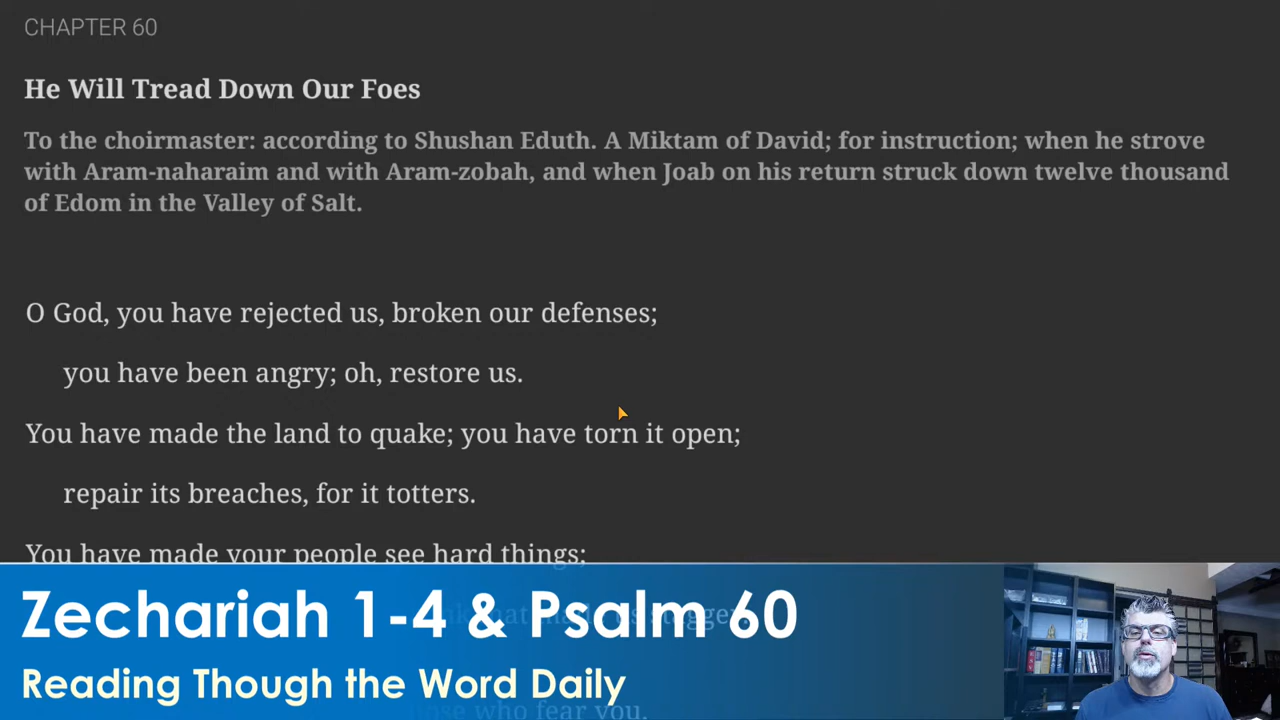 CHAPTER 60
He Will Tread Down Our Foes
To the choirmaster: according to Shushan Eduth. A Miktam of David; for instruction; when he strove
with Aram-naharaim and with Aram-zobah, and when Joab on his return struck down twelve thousand
of Edom in the Valley of Salt.
O God, you have rejected us, broken our defenses;
you have been angry; oh, restore us.
You have made the land to quake; you have torn it open;
repair its breaches, for it totters.
You have made your people see hard things;
Zechariah 1-4 & Psalm 60
Reading Though the Word Daily
who fear you.